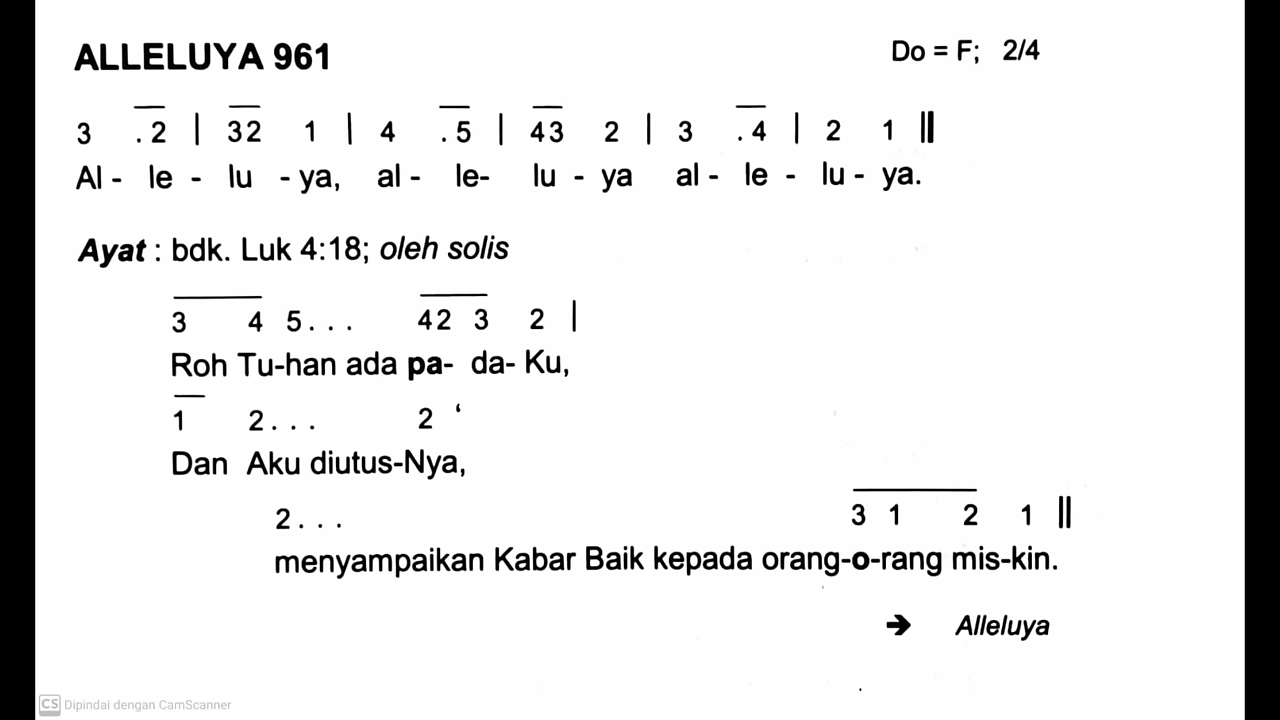 ALLELUYA 961 Do = F; 2/4
3 .2 | 32 1 | 4 .5 | 43 2 | 3 .4 | 2 1 ||
Al - le - lu - ya, al - le- lu - ya al - le - lu - ya.
Ayat : bdk. Luk 4:18; oleh solis
3 4 5... 42 3 2 |
Roh Tu-han ada pa- da- Ku,
1 2... 2 ‘
Dan Aku diutus-Nya,
2... 3 1 2 1 ||
menyampaikan Kabar Baik kepada orang-o-rang mis-kin.
➔ Alleluya
CS Dipindai dengan CamScanner